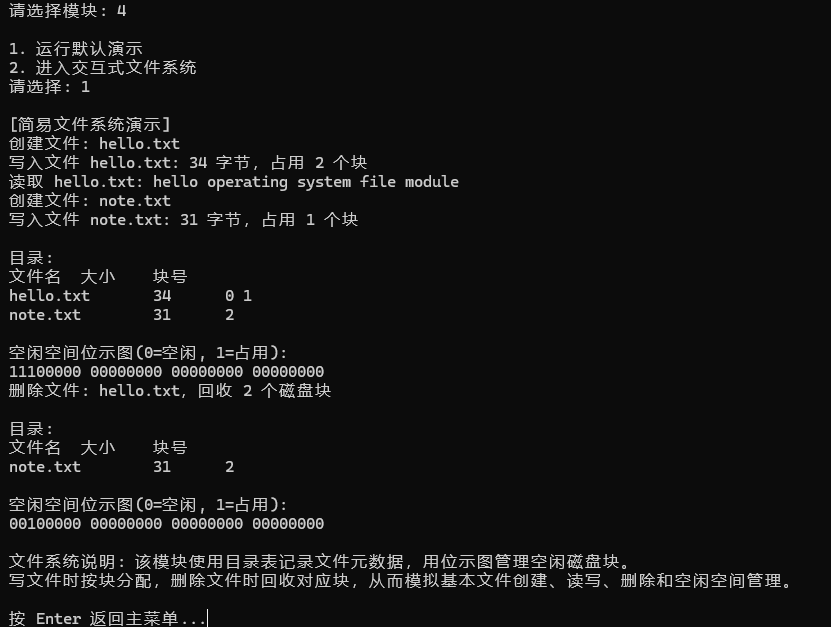 请选择模块: 4
1. 运行默认演示
2. 进入交互式文件系统
请选择: 1
[简易文件系统演示]
创建文件: hello.txt
写入文件 hello.txt: 34 字节, 占用 2 个块
读取 hello.txt: hello operating system file module
创建文件: note.txt
写入文件 note.txt: 31 字节, 占用 1 个块
目录:
文件名 大小 块号
hello.txt 34 0 1
note.txt 31 2
空闲空间位示图(0=空闲, 1=占用):
11100000 00000000 00000000 00000000
删除文件: hello.txt, 回收 2 个磁盘块
目录:
文件名 大小 块号
note.txt 31 2
空闲空间位示图(0=空闲, 1=占用):
00100000 00000000 00000000 00000000
文件系统说明: 该模块使用目录表记录文件元数据, 用位示图管理空闲磁盘块。
写文件时按块分配, 删除文件时回收对应块, 从而模拟基本文件创建、读写、删除和空闲空间管理。
按 Enter 返回主菜单...